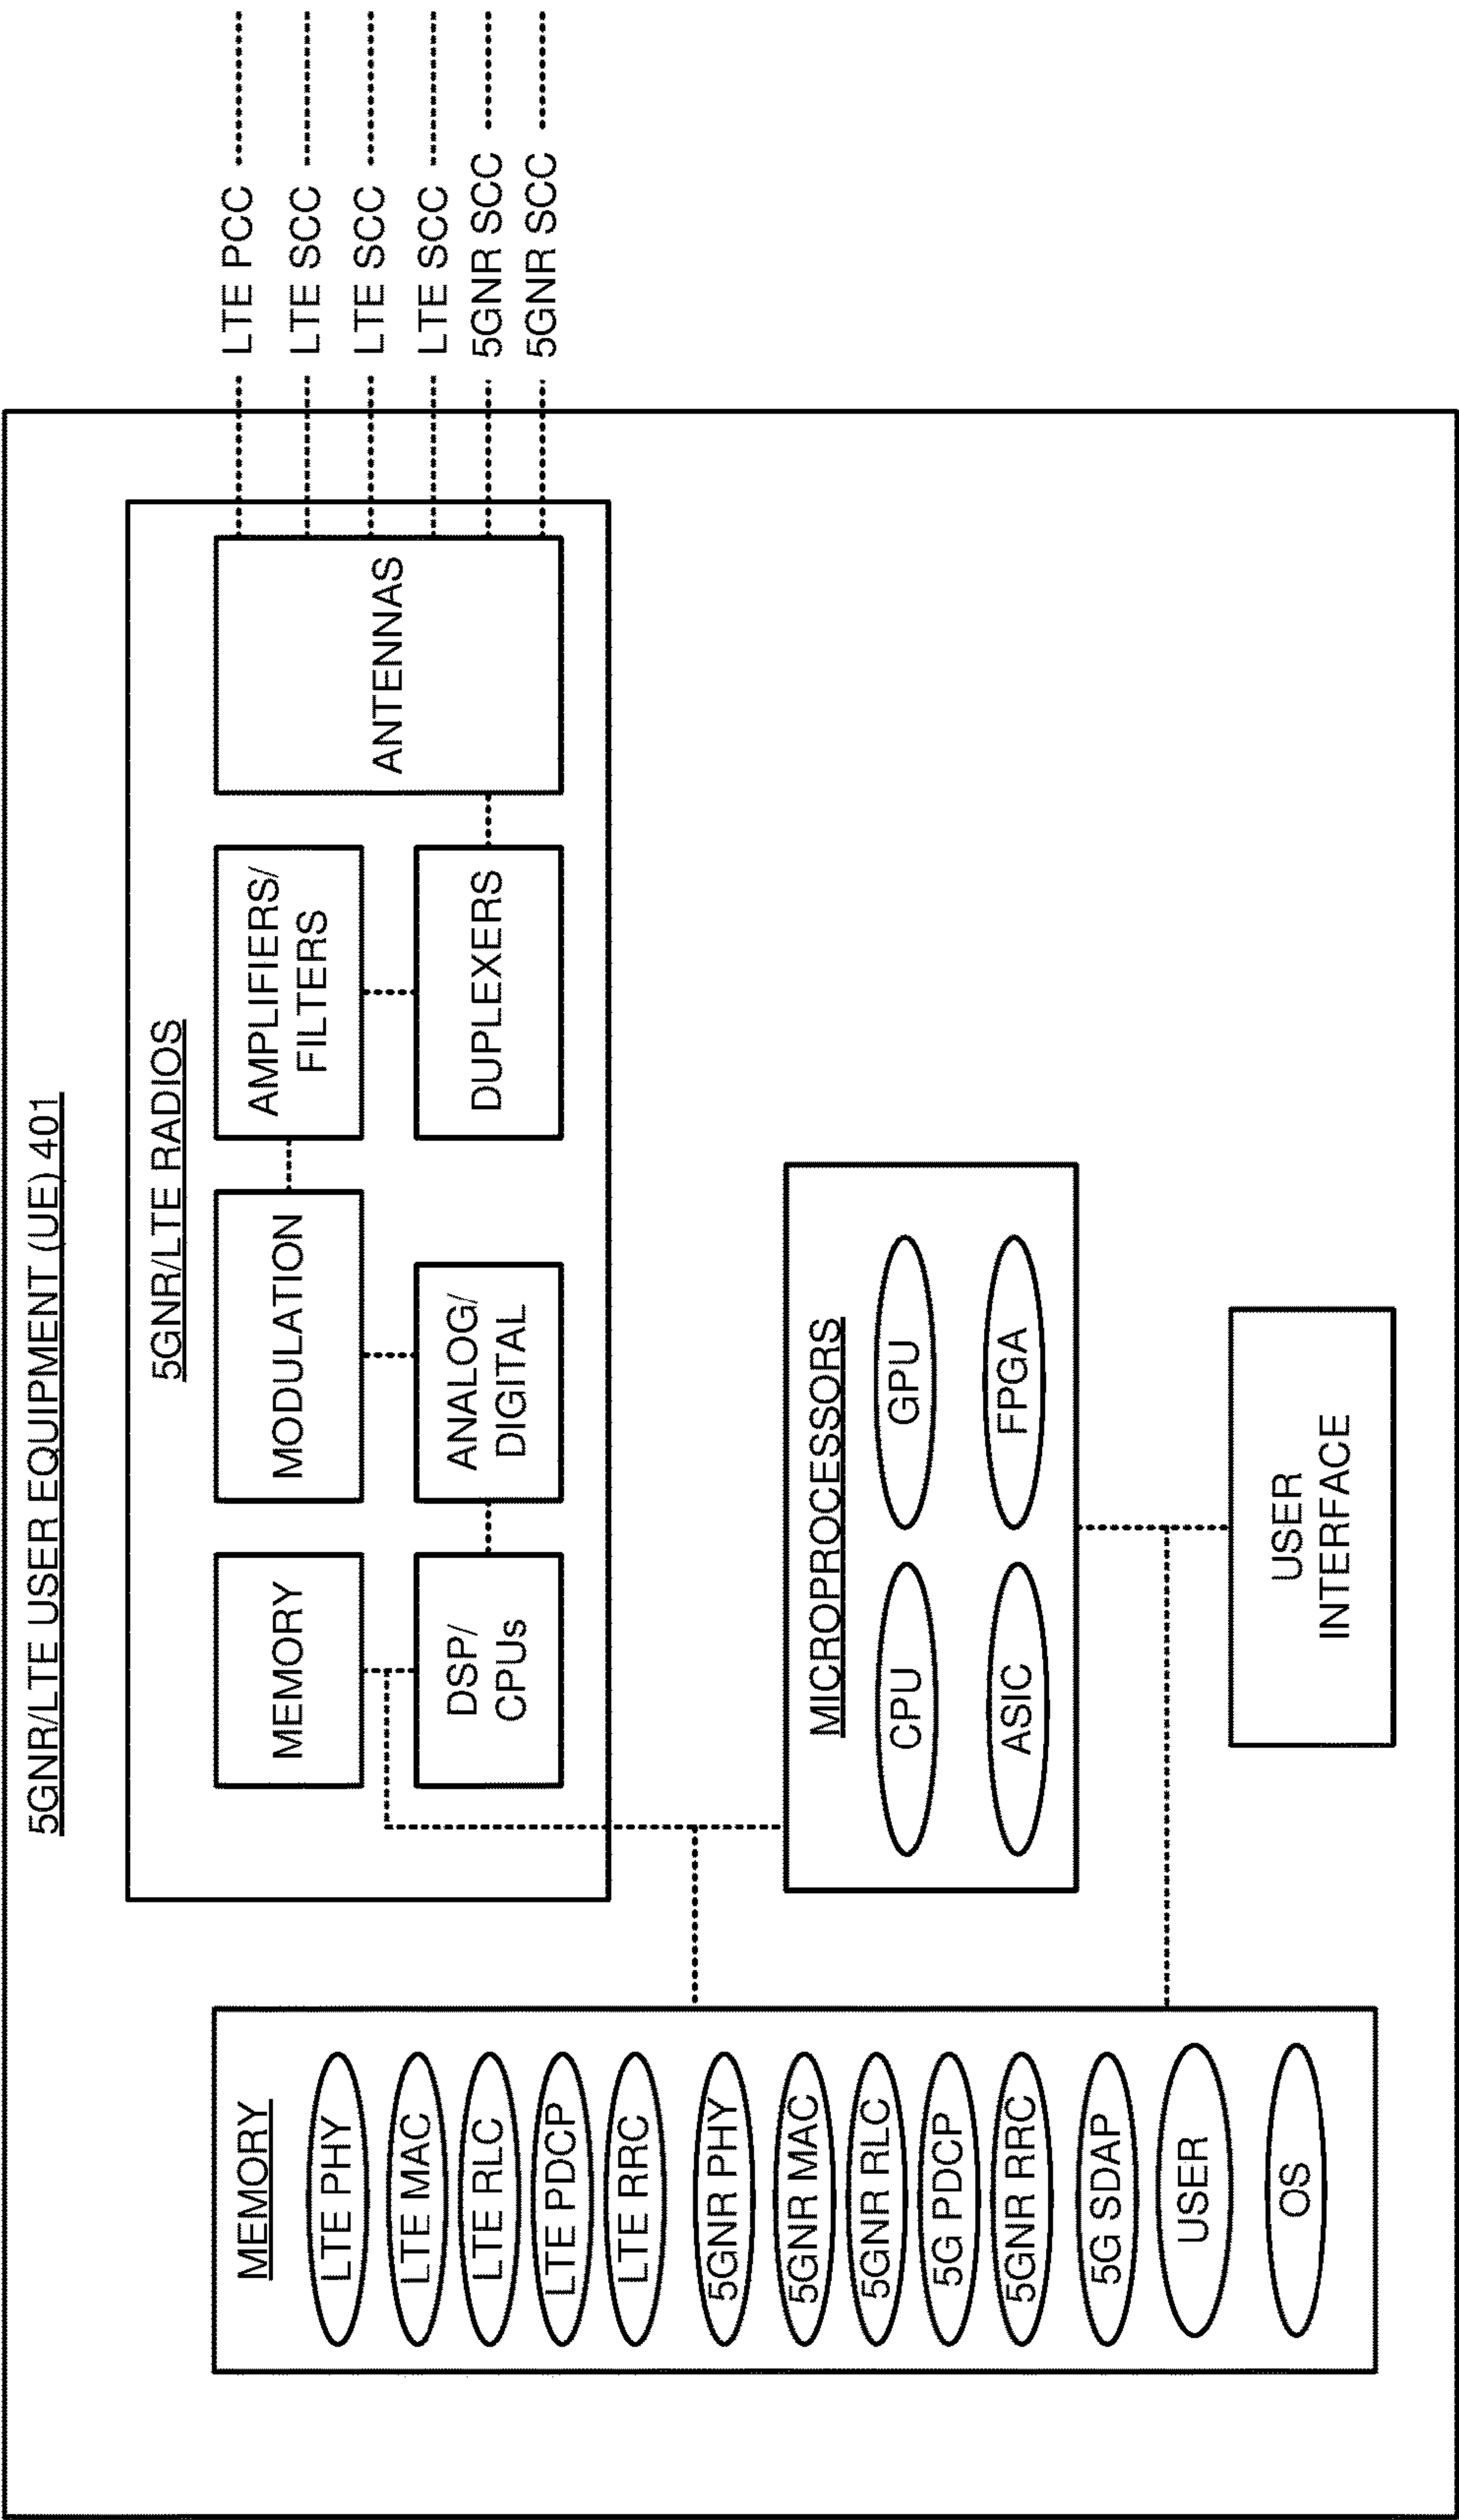 5GNR/LTE USER EQUIPMENT (UE) 401
MEMORY
LTE PHY
LTE MAC
LTE RLC
LTE PDCP
LTE RRC
5GNR PHY
5GNR MAC
5GNR RLC
5G PDCP
5GNR RRC
5G SDAP
USER
OS
5GNR/LTE RADIOS
MEMORY
DSP/
CPUs
MODULATION
ANALOG/
DIGITAL
AMPLIFIERS/
FILTERS
DUPLEXERS
ANTENNAS
LTE PCC
LTE SCC
LTE SCC
LTE SCC
5GNR SCC
5GNR SCC
MICROPROCESSORS
CPU
GPU
ASIC
FPGA
USER
INTERFACE